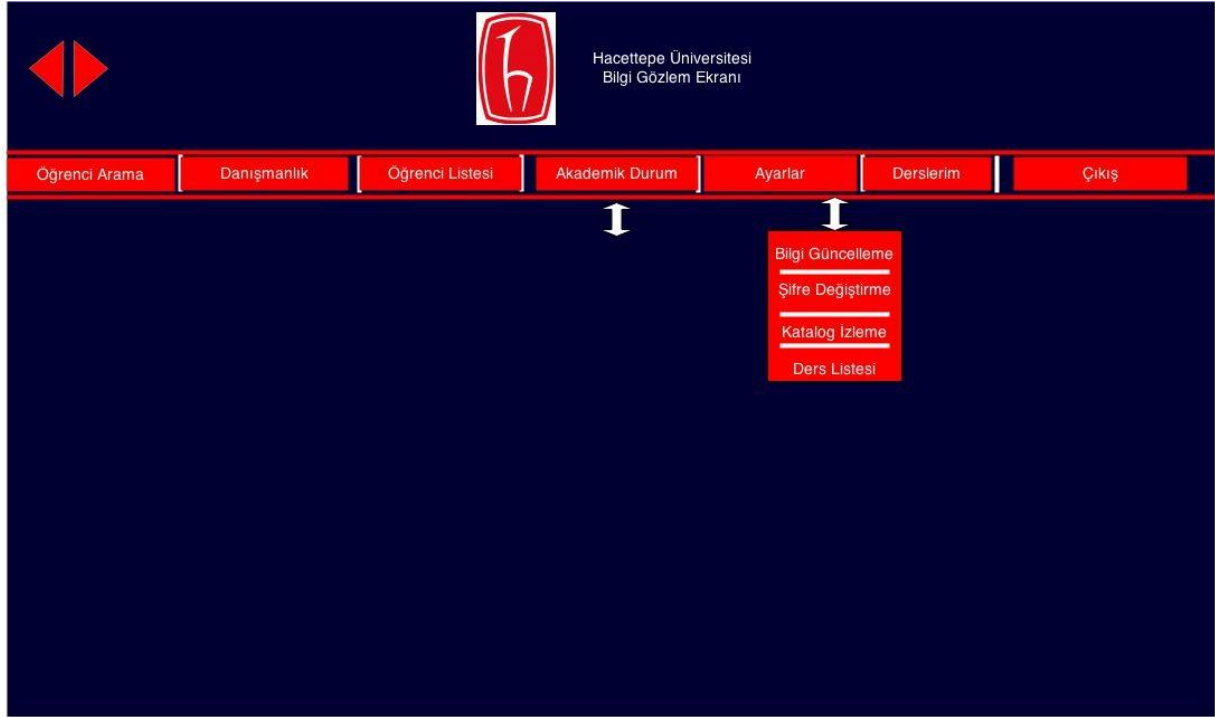 Hacettepe Üniversitesi
Bilgi Gözlem Ekranı
Öğrenci Arama
Danışmanlık
Öğrenci Listesi
Akademik Durum
Ayarlar
Derslerim
Çıkış
Bilgi Güncelleme
Şifre Değiştirme
Katalog İzleme
Ders Listesi